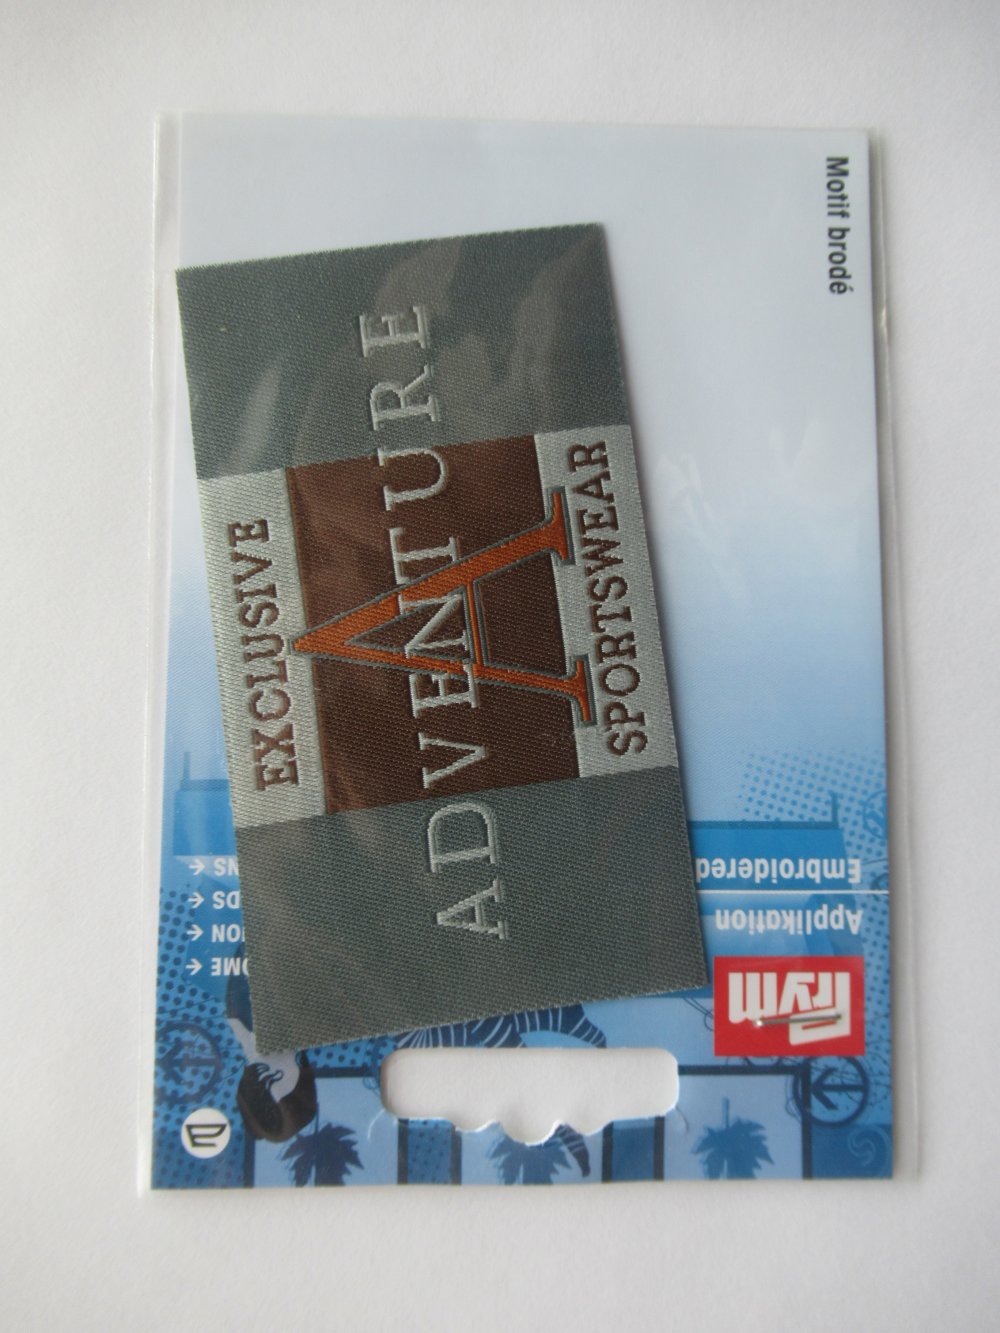 Motif brodé
EXCLUSIVE
ADVENTURE
A
SPORTSWEAR
Prym
Applikation
Embroidered